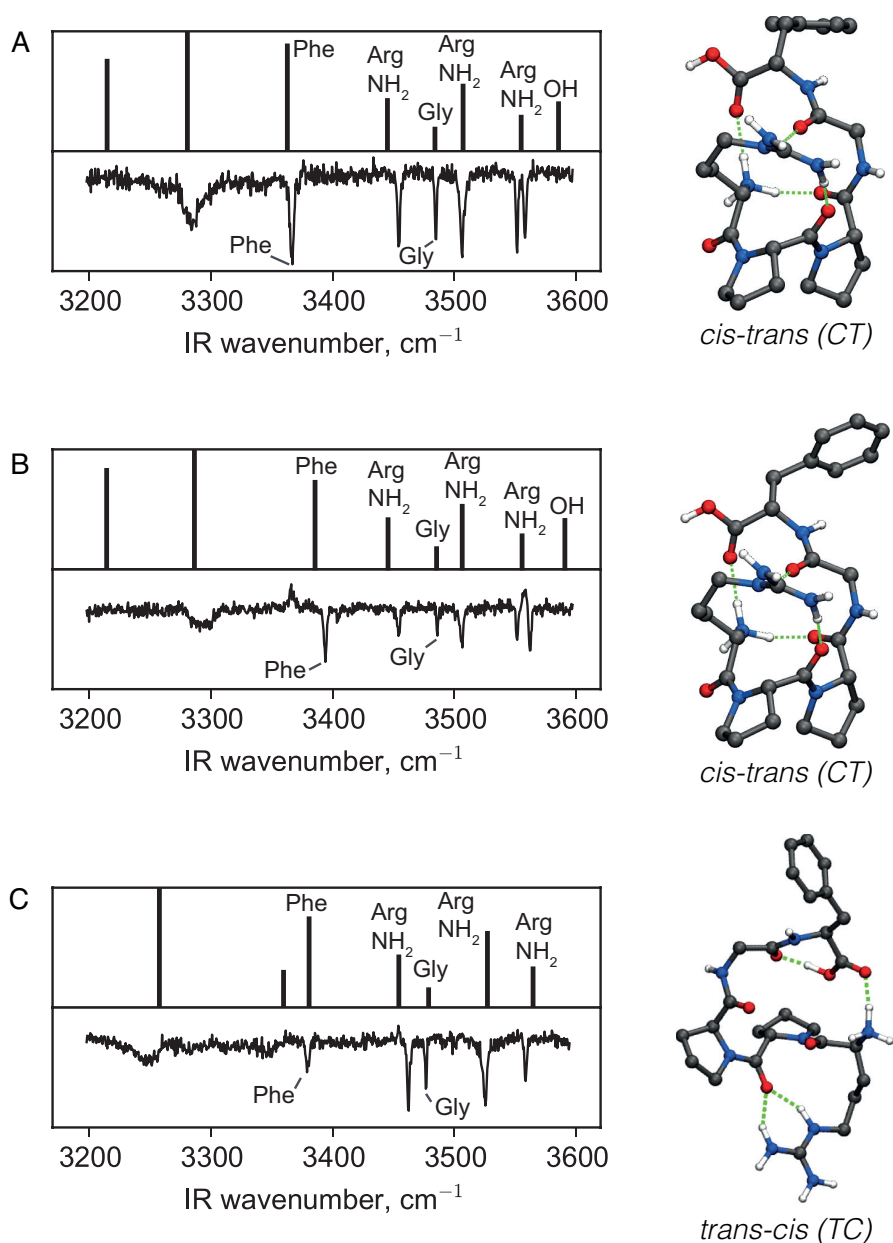 A
Phe
Arg
NH2
Gly
Arg
NH2
Arg
NH2
OH
Phe
Gly
3200 3300 3400 3500 3600
IR wavenumber, cm−1
cis-trans (CT)
B
Phe
Arg
NH2
Gly
Arg
NH2
Arg
NH2
OH
Phe
Gly
3200 3300 3400 3500 3600
IR wavenumber, cm−1
cis-trans (CT)
C
Phe
Arg
NH2
Gly
Arg
NH2
Arg
NH2
Phe
Gly
3200 3300 3400 3500 3600
IR wavenumber, cm−1
trans-cis (TC)